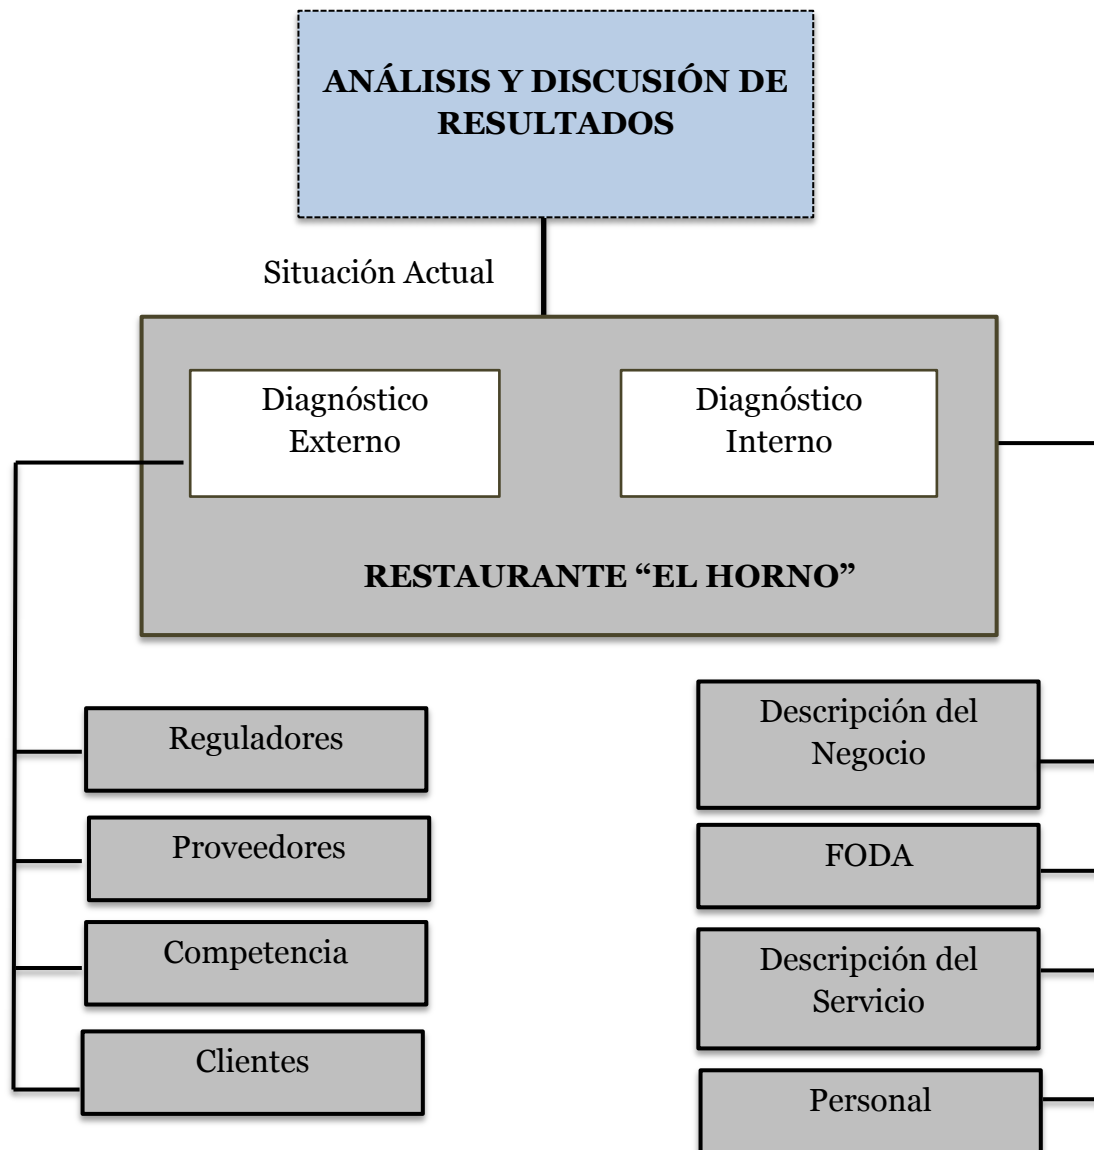 ANÁLISIS Y DISCUSIÓN DE
RESULTADOS
Situación Actual
Diagnóstico
Externo
Diagnóstico
Interno
RESTAURANTE “EL HORNO”
Reguladores
Proveedores
Competencia
Clientes
Descripción del
Negocio
FODA
Descripción del
Servicio
Personal